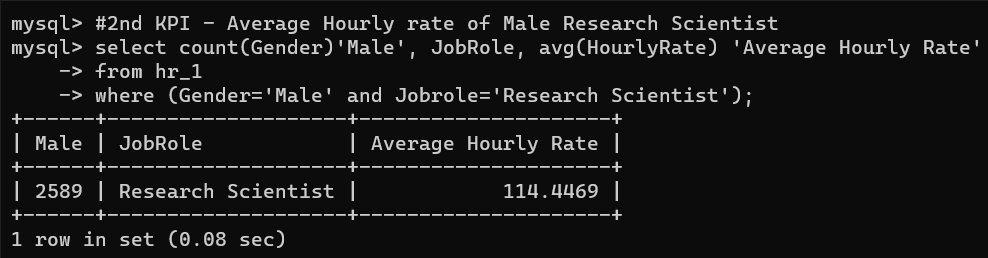 mysql> #2nd KPI - Average Hourly rate of Male Research Scientist
mysql> select count(Gender)'Male', JobRole, avg(HourlyRate) 'Average Hourly Rate'
    -> from hr_1
    -> where (Gender='Male' and Jobrole='Research Scientist');
+------+--------------------+---------------------+
| Male | JobRole            | Average Hourly Rate |
+------+--------------------+---------------------+
| 2589 | Research Scientist |            114.4469 |
+------+--------------------+---------------------+
1 row in set (0.08 sec)